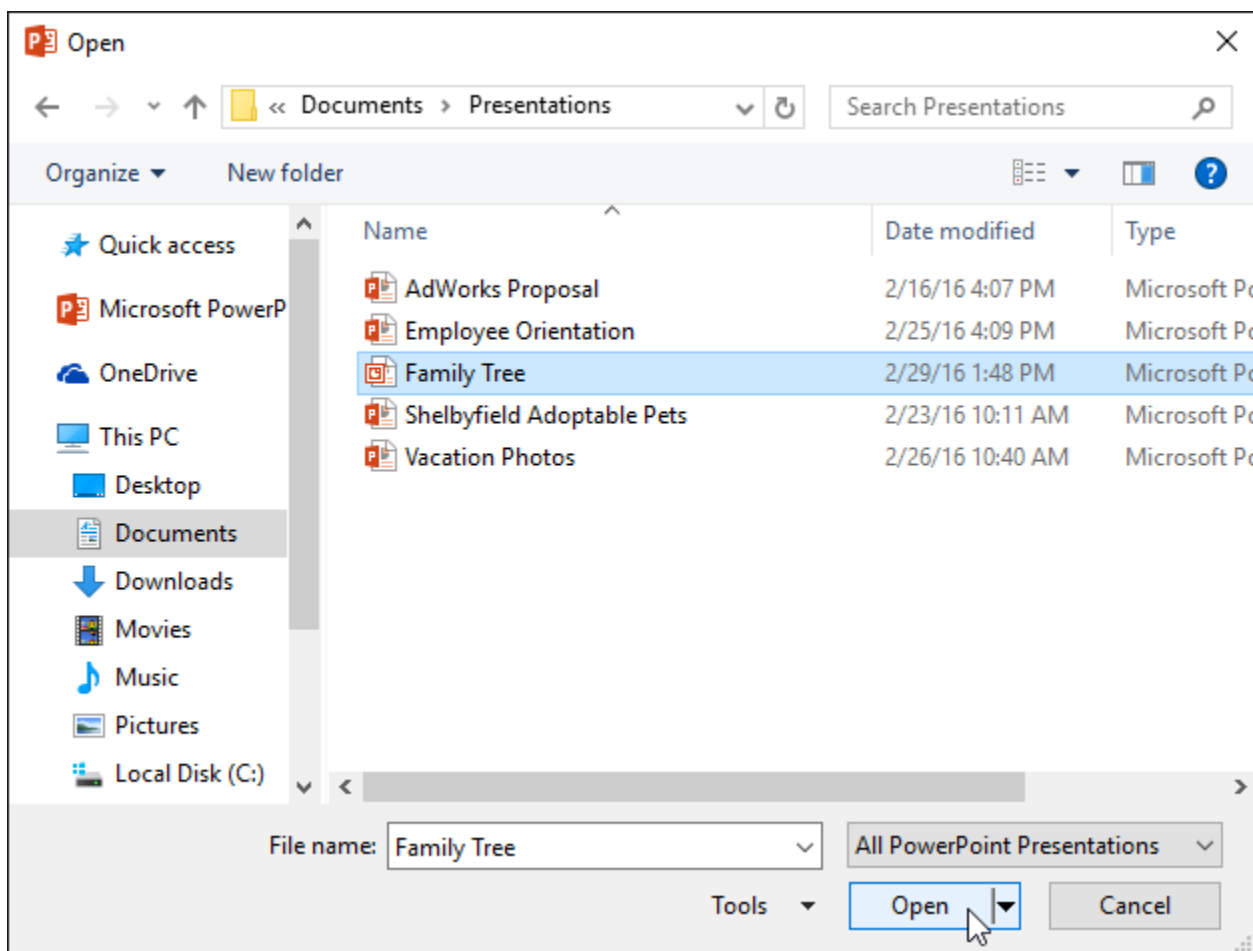 Open
« Documents > Presentations
Search Presentations
Organize
New folder
Name
Date modified
Type
Quick access
Microsoft PowerP
OneDrive
This PC
Desktop
Documents
Downloads
Movies
Music
Pictures
Local Disk (C:)
AdWorks Proposal 2/16/16 4:07 PM Microsoft Po
Employee Orientation 2/25/16 4:09 PM Microsoft Po
Family Tree 2/29/16 1:48 PM Microsoft Po
Shelbyfield Adoptable Pets 2/23/16 10:11 AM Microsoft Po
Vacation Photos 2/26/16 10:40 AM Microsoft Po
File name: Family Tree
All PowerPoint Presentations
Tools
Open
Cancel